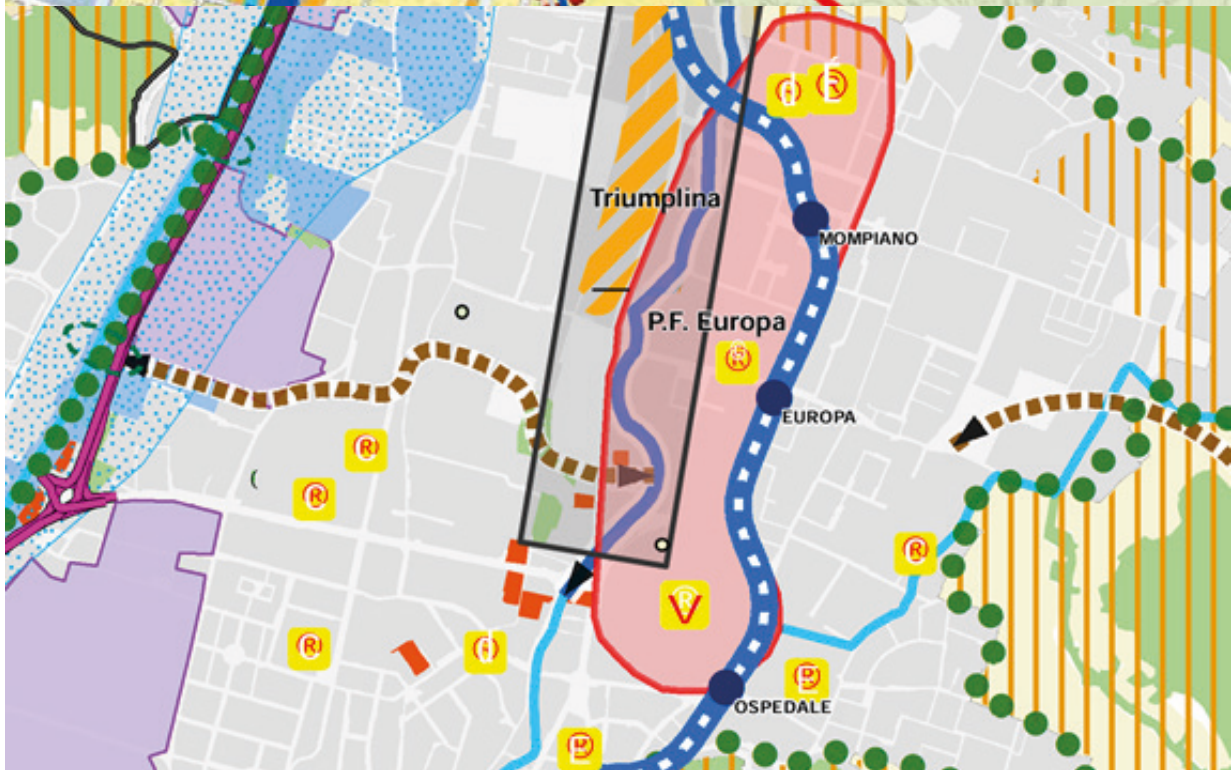 Triumplina
MOMPIANO
P.F. Europa
EUROPA
R
R
R
V
R
OSPEDALE